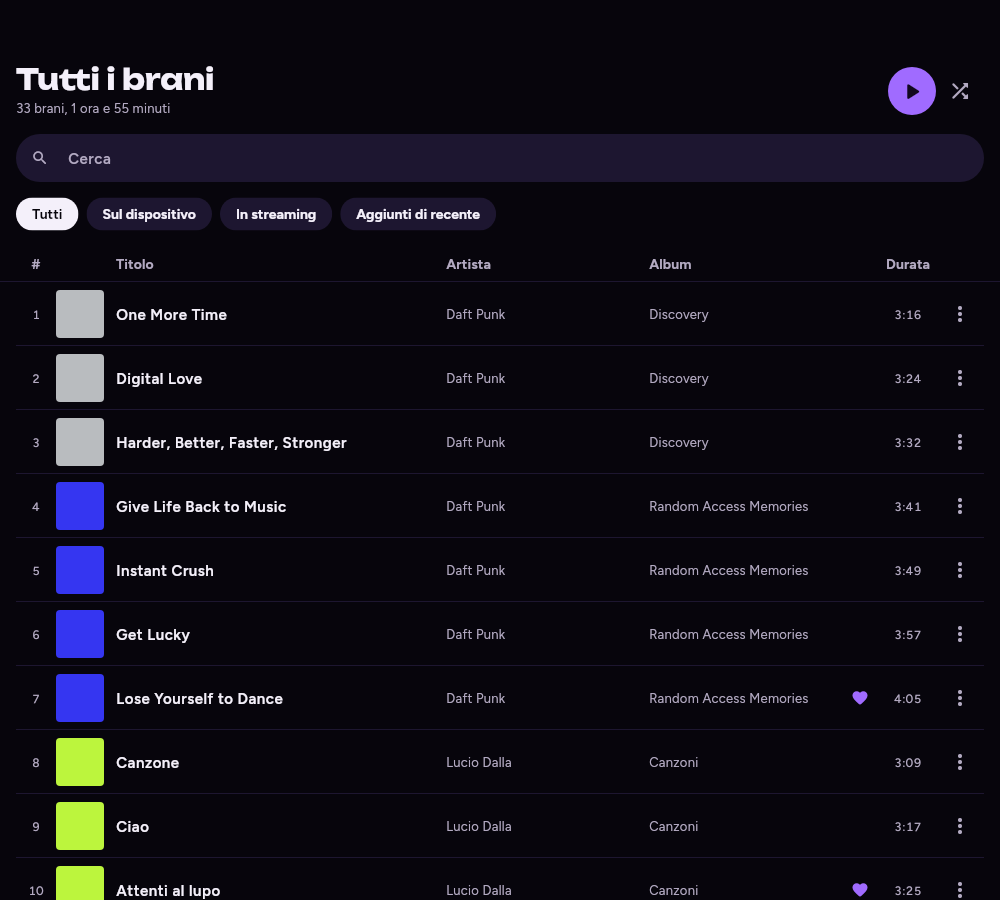 Tutti i brani
33 brani, 1 ora e 55 minuti
Cerca
Tutti Sul dispositivo In streaming Aggiunti di recente
# Titolo Artista Album Durata
1 One More Time Daft Punk Discovery 3:16
2 Digital Love Daft Punk Discovery 3:24
3 Harder, Better, Faster, Stronger Daft Punk Discovery 3:32
4 Give Life Back to Music Daft Punk Random Access Memories 3:41
5 Instant Crush Daft Punk Random Access Memories 3:49
6 Get Lucky Daft Punk Random Access Memories 3:57
7 Lose Yourself to Dance Daft Punk Random Access Memories 4:05
8 Canzone Lucio Dalla Canzoni 3:09
9 Ciao Lucio Dalla Canzoni 3:17
10 Attenti al lupo Lucio Dalla Canzoni 3:25